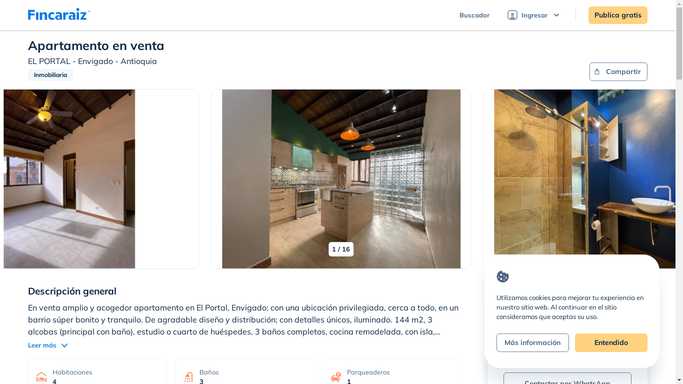 Fincaraiz
Buscador
Ingresar
Publica gratis
Apartamento en venta
EL PORTAL - Envigado - Antioquia
Inmobiliaria
Compartir
1 / 16
Descripción general
En venta amplio y acogedor apartamento en El Portal, Envigado; con una ubicación privilegiada, cerca a todo, en un
barrio súper bonito y tranquilo. De agradable diseño y distribución; con detalles únicos, iluminado. 144 m2, 3
alcobas (principal con baño), estudio o cuarto de huéspedes, 3 baños completos, cocina remodelada, con isla,...
Leer más
Habitaciones
4
Baños
3
Parqueaderos
1
Utilizamos cookies para mejorar tu experiencia en
nuestro sitio web. Al continuar en el sitio
consideramos que aceptas su uso.
Más información
Entendido
Contactar por WhatsApp